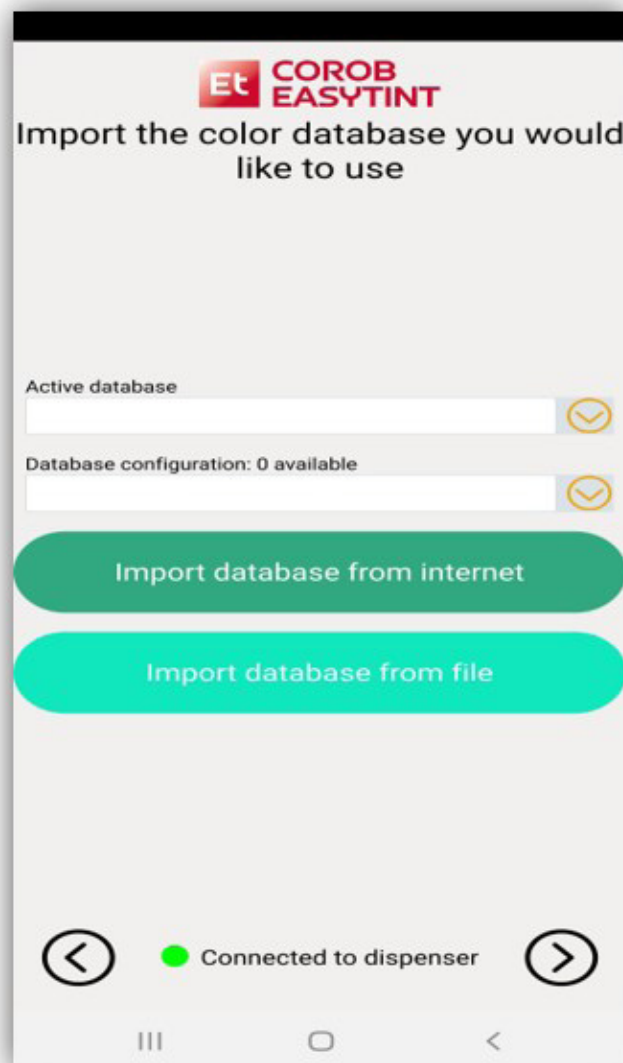 Et COROB
EASYTINT
Import the color database you would
like to use
Active database
Database configuration: 0 available
Import database from internet
Import database from file
Connected to dispenser